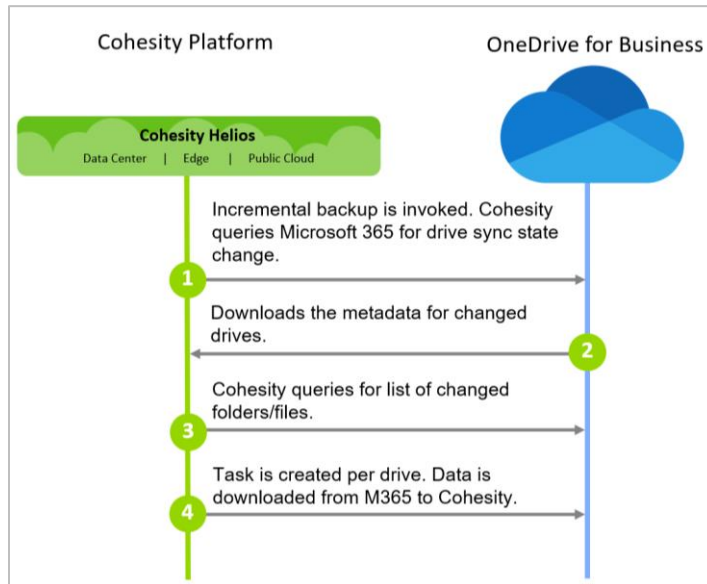 Cohesity Platform
OneDrive for Business
Cohesity Helios
Data Center | Edge | Public Cloud
Incremental backup is invoked. Cohesity
queries Microsoft 365 for drive sync state
change.
1
Downloads the metadata for changed
drives.
2
Cohesity queries for list of changed
folders/files.
3
Task is created per drive. Data is
downloaded from M365 to Cohesity.
4